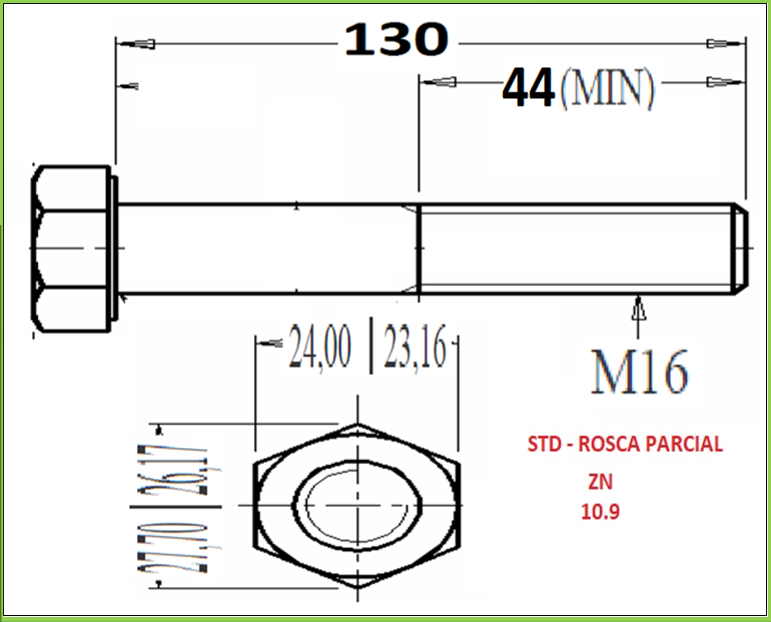 130
44 (MIN)
24,00 | 23,16
M16
27,70 | 26,17
STD - ROSCA PARCIAL
ZN
10.9